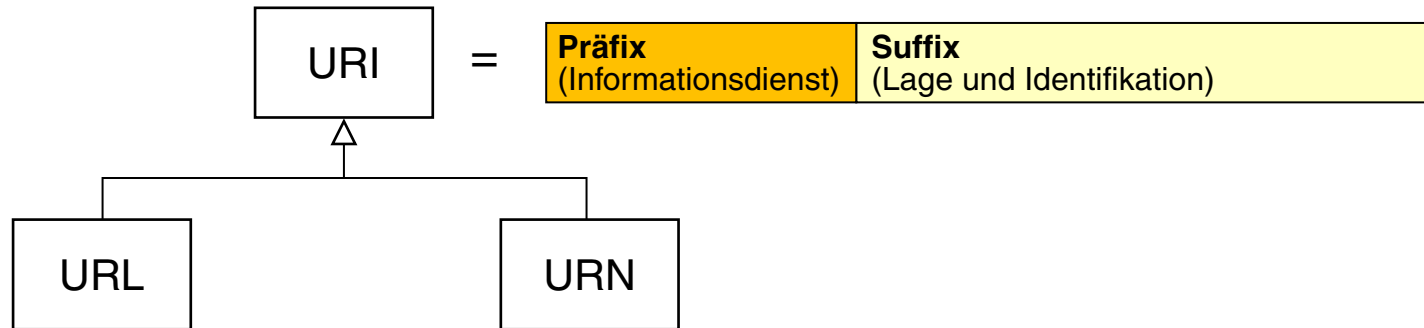 URI
=
Präfix
(Informationsdienst)
Suffix
(Lage und Identifikation)
URL
URN